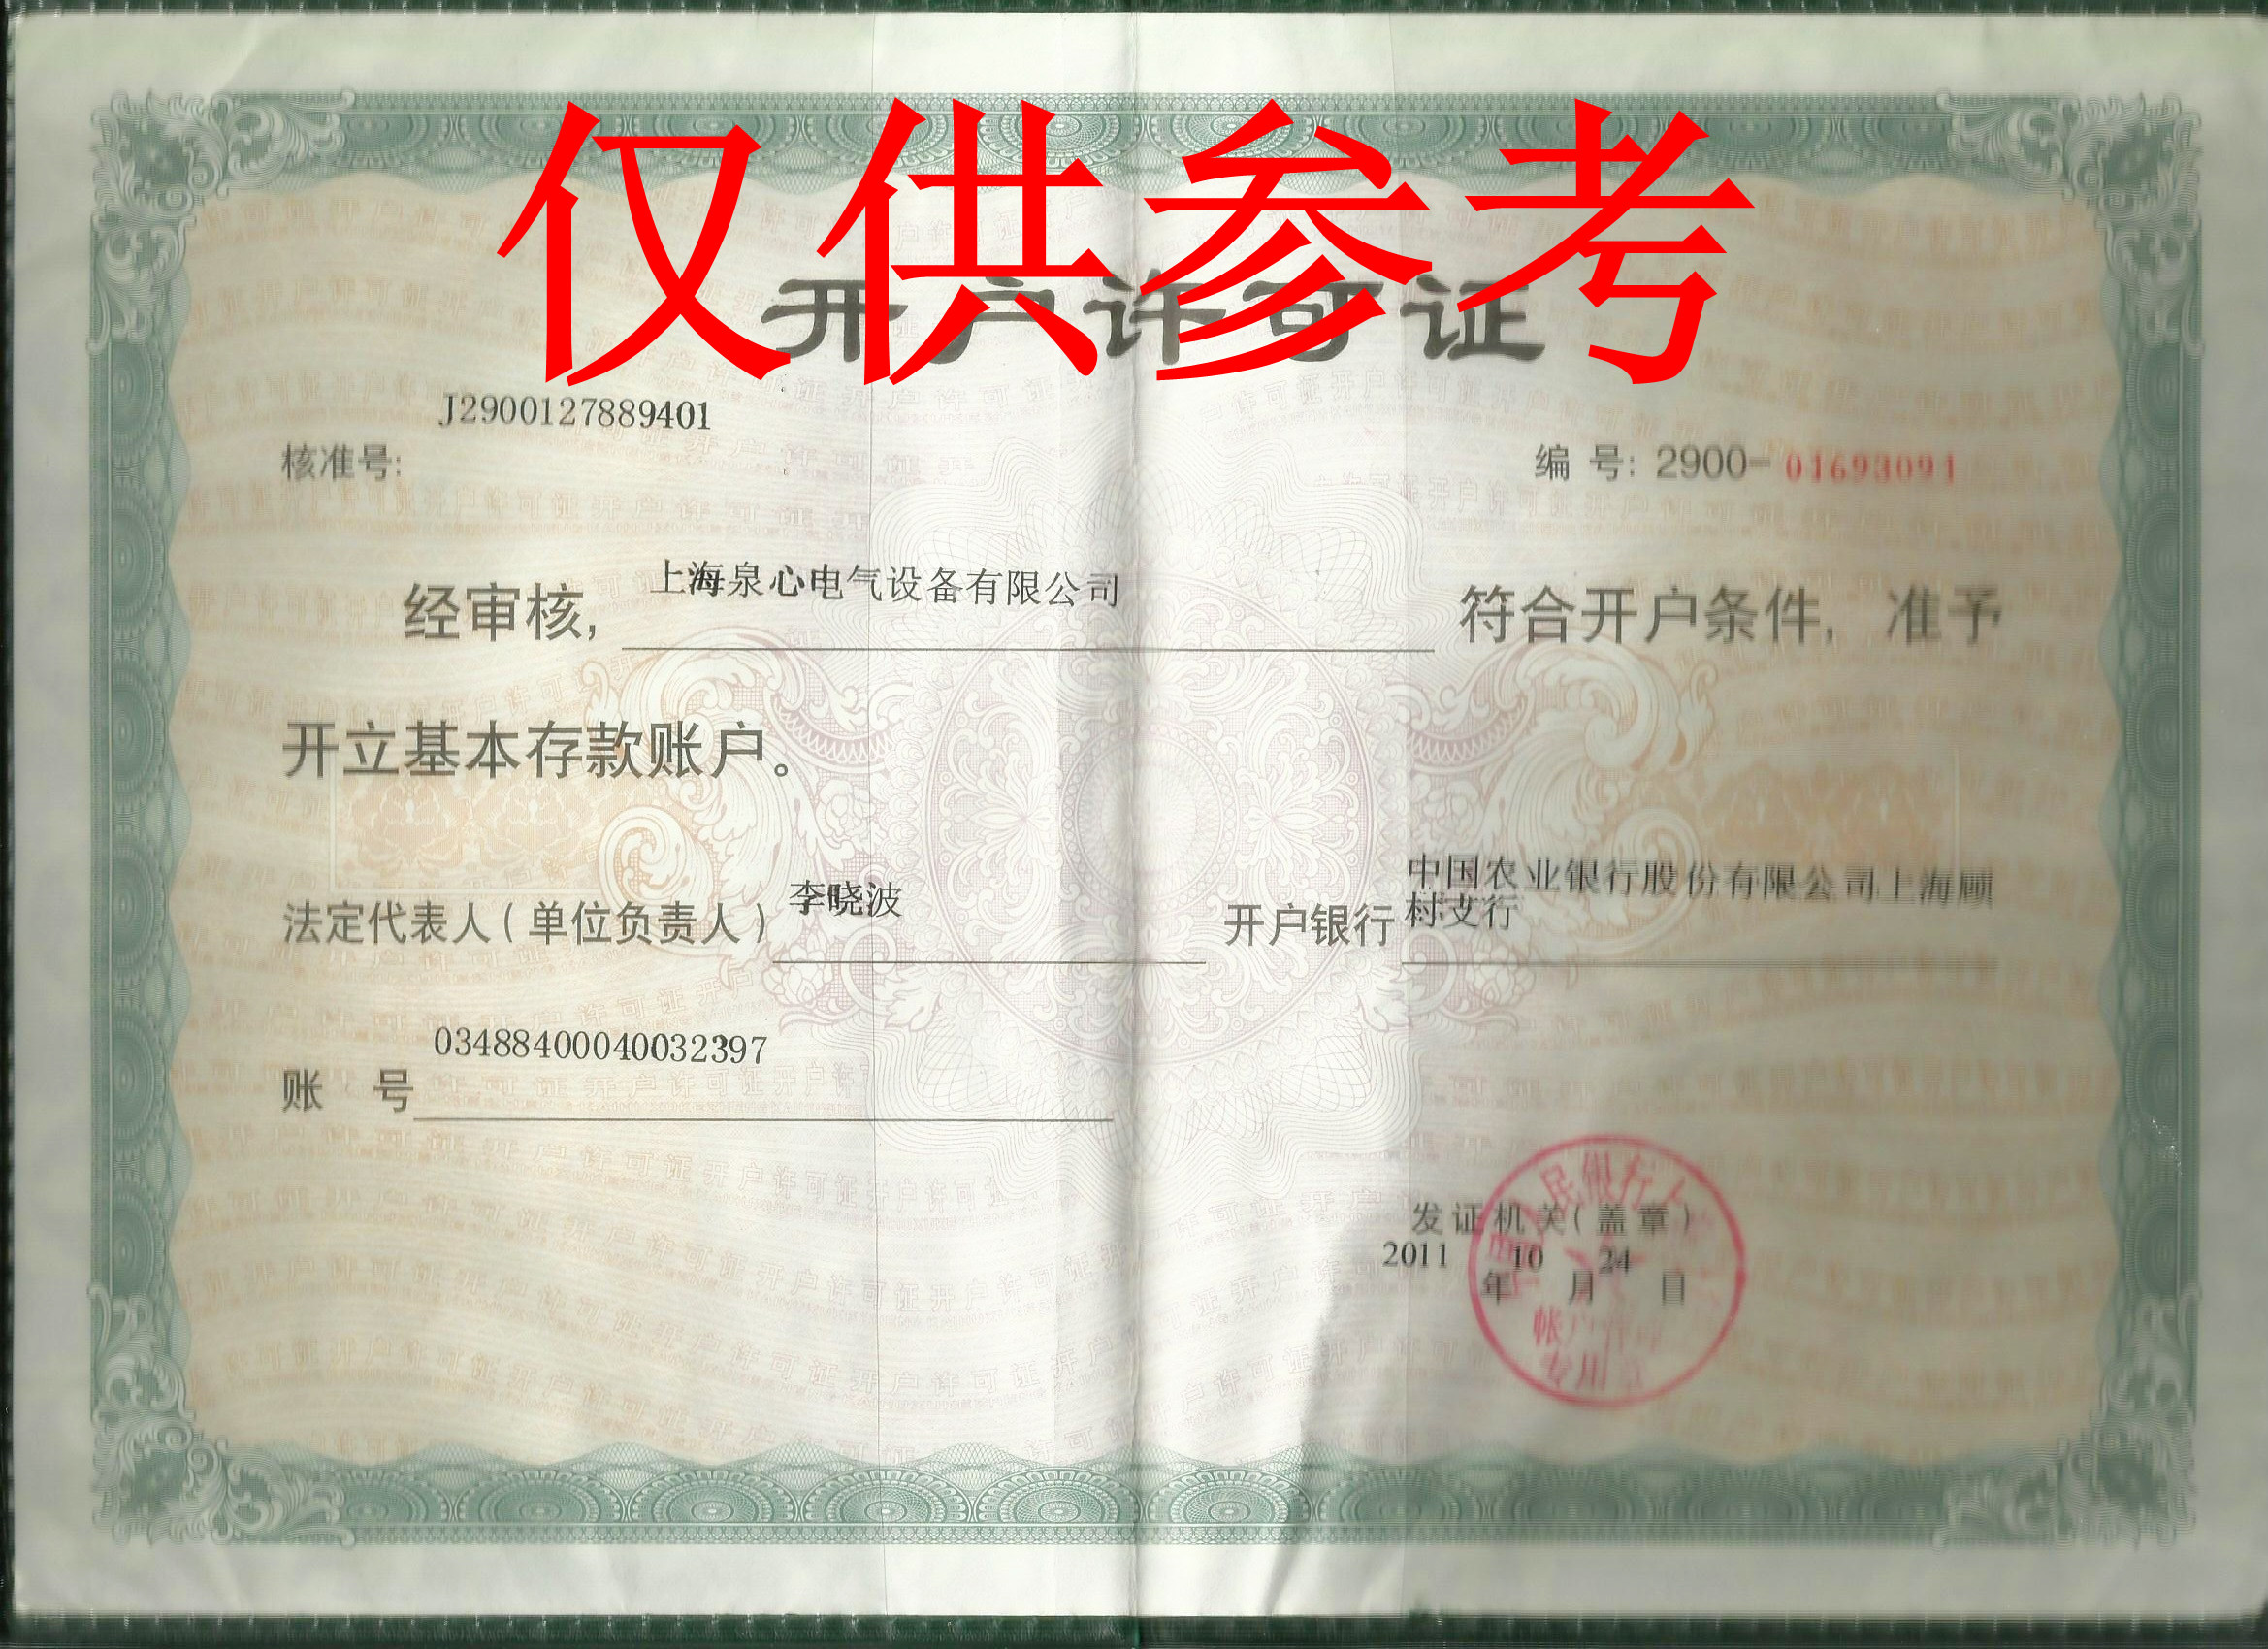 仅供参考
开户许可证
J2900127889401
核准号:
编 号: 2900-01693091
经审核, 上海泉心电气设备有限公司 符合开户条件, 准予
开立基本存款账户。
法定代表人(单位负责人) 李晓波
开户银行 中国农业银行股份有限公司上海顾
村支行
03488400040032397
账 号
发证机关(盖章)
2011 年 10 月 24 日
专用